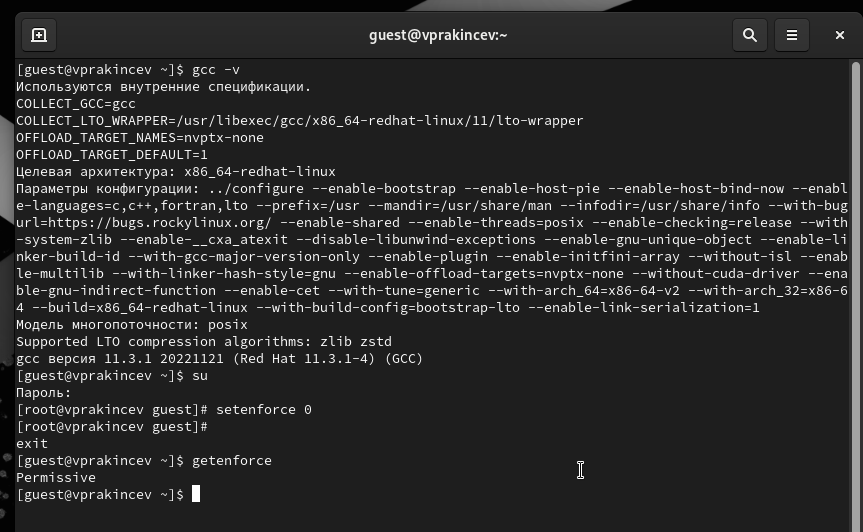 guest@vprakincev:~
[guest@vprakincev ~]$ gcc -v
Используются внутренние спецификации.
COLLECT_GCC=gcc
COLLECT_LTO_WRAPPER=/usr/libexec/gcc/x86_64-redhat-linux/11/lto-wrapper
OFFLOAD_TARGET_NAMES=nvptx-none
OFFLOAD_TARGET_DEFAULT=1
Целевая архитектура: x86_64-redhat-linux
Параметры конфигурации: ../configure --enable-bootstrap --enable-host-pie --enable-host-bind-now --enabl
e-languages=c,c++,fortran,lto --prefix=/usr --mandir=/usr/share/man --infodir=/usr/share/info --with-bug
url=https://bugs.rockylinux.org/ --enable-shared --enable-threads=posix --enable-checking=release --with
-system-zlib --enable-__cxa_atexit --disable-libunwind-exceptions --enable-gnu-unique-object --enable-li
nker-build-id --with-gcc-major-version-only --enable-plugin --enable-initfini-array --without-isl --enab
le-multilib --with-linker-hash-style=gnu --enable-offload-targets=nvptx-none --without-cuda-driver --ena
ble-gnu-indirect-function --enable-cet --with-tune=generic --with-arch_64=x86-64-v2 --with-arch_32=x86-6
4 --build=x86_64-redhat-linux --with-build-config=bootstrap-lto --enable-link-serialization=1
Модель многопоточности: posix
Supported LTO compression algorithms: zlib zstd
gcc версия 11.3.1 20221121 (Red Hat 11.3.1-4) (GCC)
[guest@vprakincev ~]$ su
Пароль:
[root@vprakincev guest]# setenforce 0
[root@vprakincev guest]#
exit
[guest@vprakincev ~]$ getenforce
Permissive
[guest@vprakincev ~]$